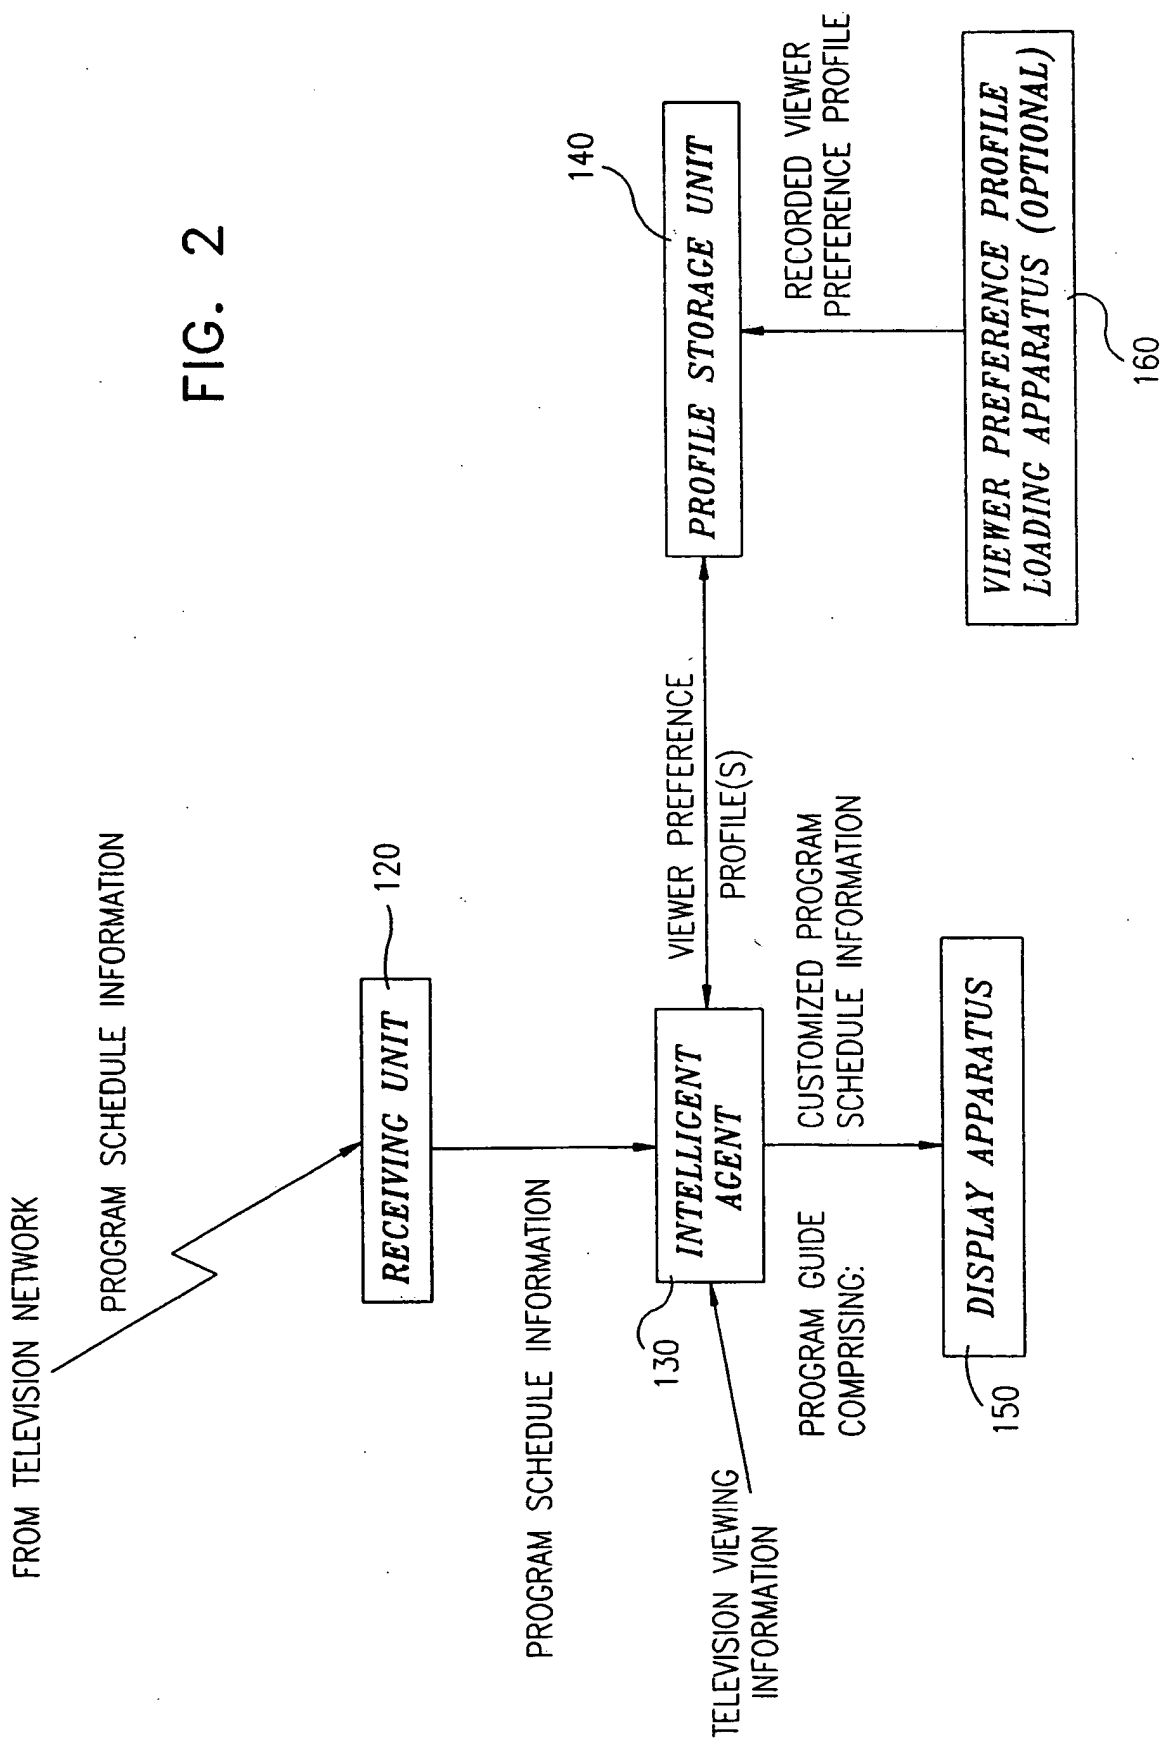 FIG. 2
FROM TELEVISION NETWORK
PROGRAM SCHEDULE INFORMATION
120
RECEIVING UNIT
PROGRAM SCHEDULE INFORMATION
130
INTELLIGENT
AGENT
TELEVISION VIEWING
INFORMATION
VIEWER PREFERENCE
PROFILE(S)
140
PROFILE STORAGE UNIT
RECORDED VIEWER
PREFERENCE PROFILE
VIEWER PREFERENCE PROFILE
LOADING APPARATUS (OPTIONAL)
160
PROGRAM GUIDE
COMPRISING:
CUSTOMIZED PROGRAM
SCHEDULE INFORMATION
150
DISPLAY APPARATUS